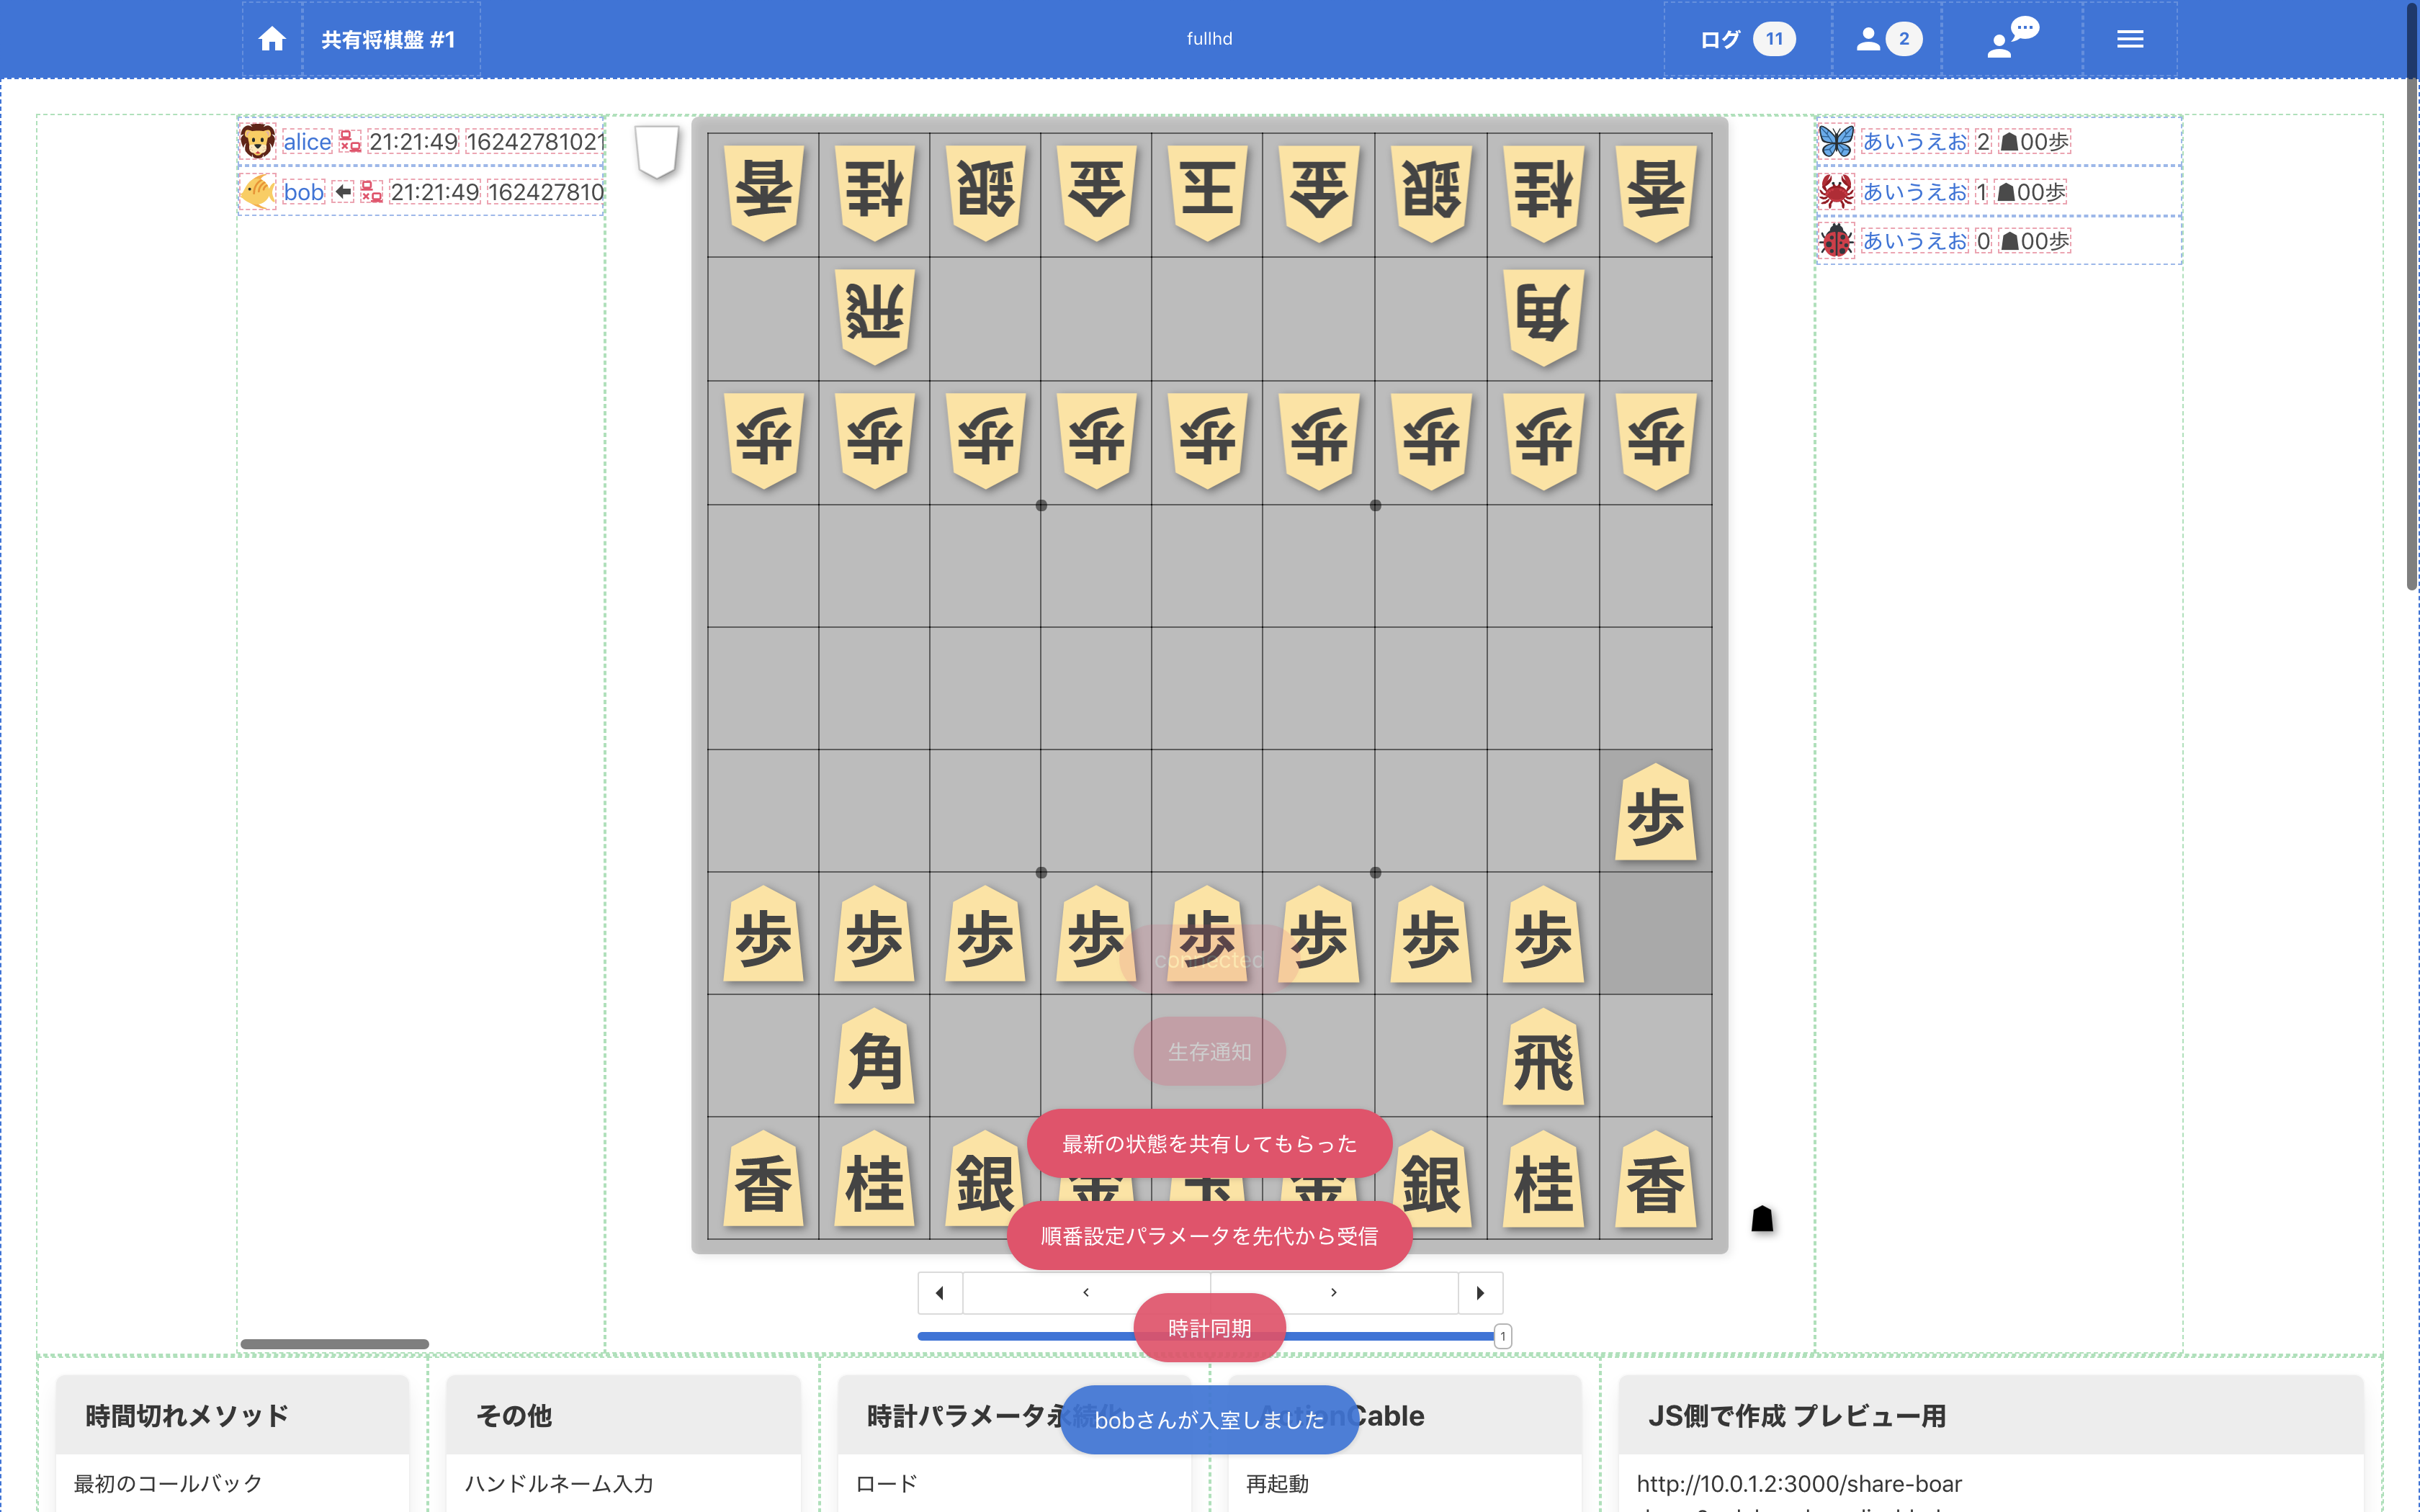 共有将棋盤 #1
fullhd
ログ 11
2
alice 21:21:49 16242781021
bob 21:21:49 162427810
あいうえお 2 ☗00歩
あいうえお 1 ☗00歩
あいうえお 0 ☗00歩
香 桂 銀 金 玉 金 銀 桂 香
飛 角
歩 歩 歩 歩 歩 歩 歩 歩 歩
歩
歩 歩 歩 歩 歩 歩 歩 歩
connected
角 飛
生存通知
最新の状態を共有してもらった
香 桂 銀 金 玉 金 銀 桂 香
順番設定パラメータを先代から受信
時計同期
1
時間切れメソッド
その他
時計パラメータ永続化
bobさんが入室しました
ActionCable
JS側で作成 プレビュー用
最初のコールバック
ハンドルネーム入力
ロード
再起動
http://10.0.1.2:3000/share-boar